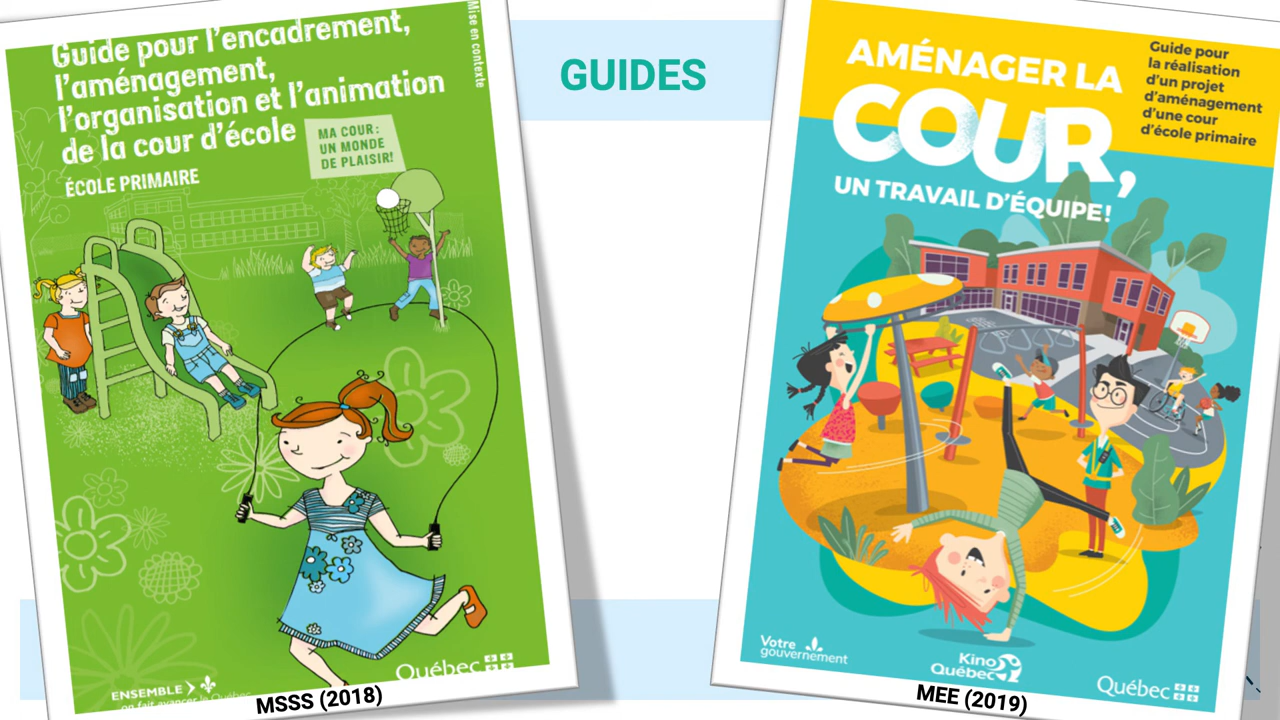 GUIDES
Guide pour l'encadrement,
l'aménagement,
l'organisation et l'animation
de la cour d'école
MA COUR :
UN MONDE
DE PLAISIR!
ÉCOLE PRIMAIRE
Mise en contexte
ENSEMBLE
on fait avancer le Québec
Québec
MSSS (2018)
AMÉNAGER LA
COUR,
UN TRAVAIL D'ÉQUIPE!
Guide pour
la réalisation
d'un projet
d'aménagement
d'une cour
d'école primaire
Votre
gouvernement
Kino
Québec
Québec
MEE (2019)